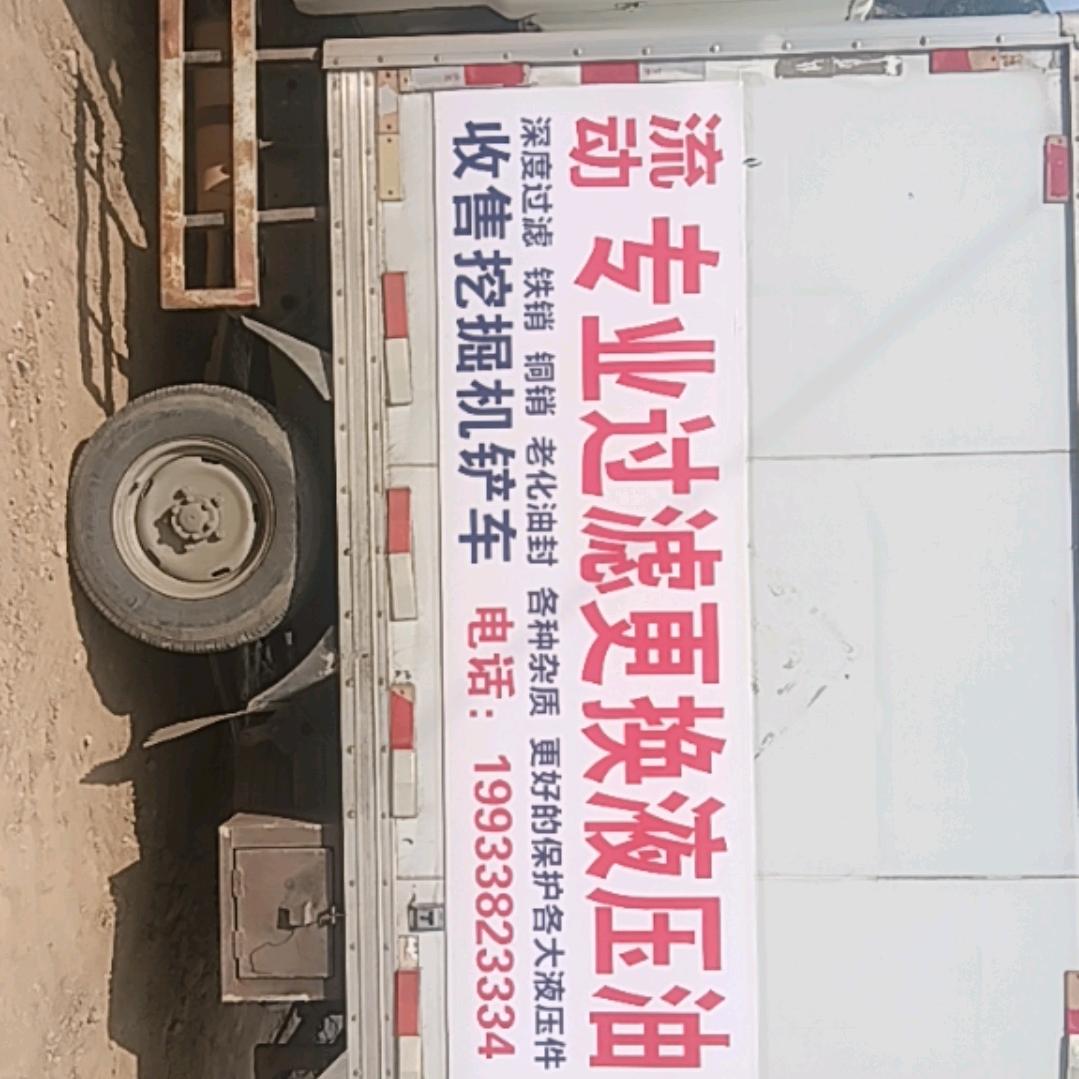 流动 专业过滤更换液压油
深度过滤 铁销 铜销 老化油封 各种杂质 更好的保护各大液压件
收售挖掘机铲车 电话：19933823334